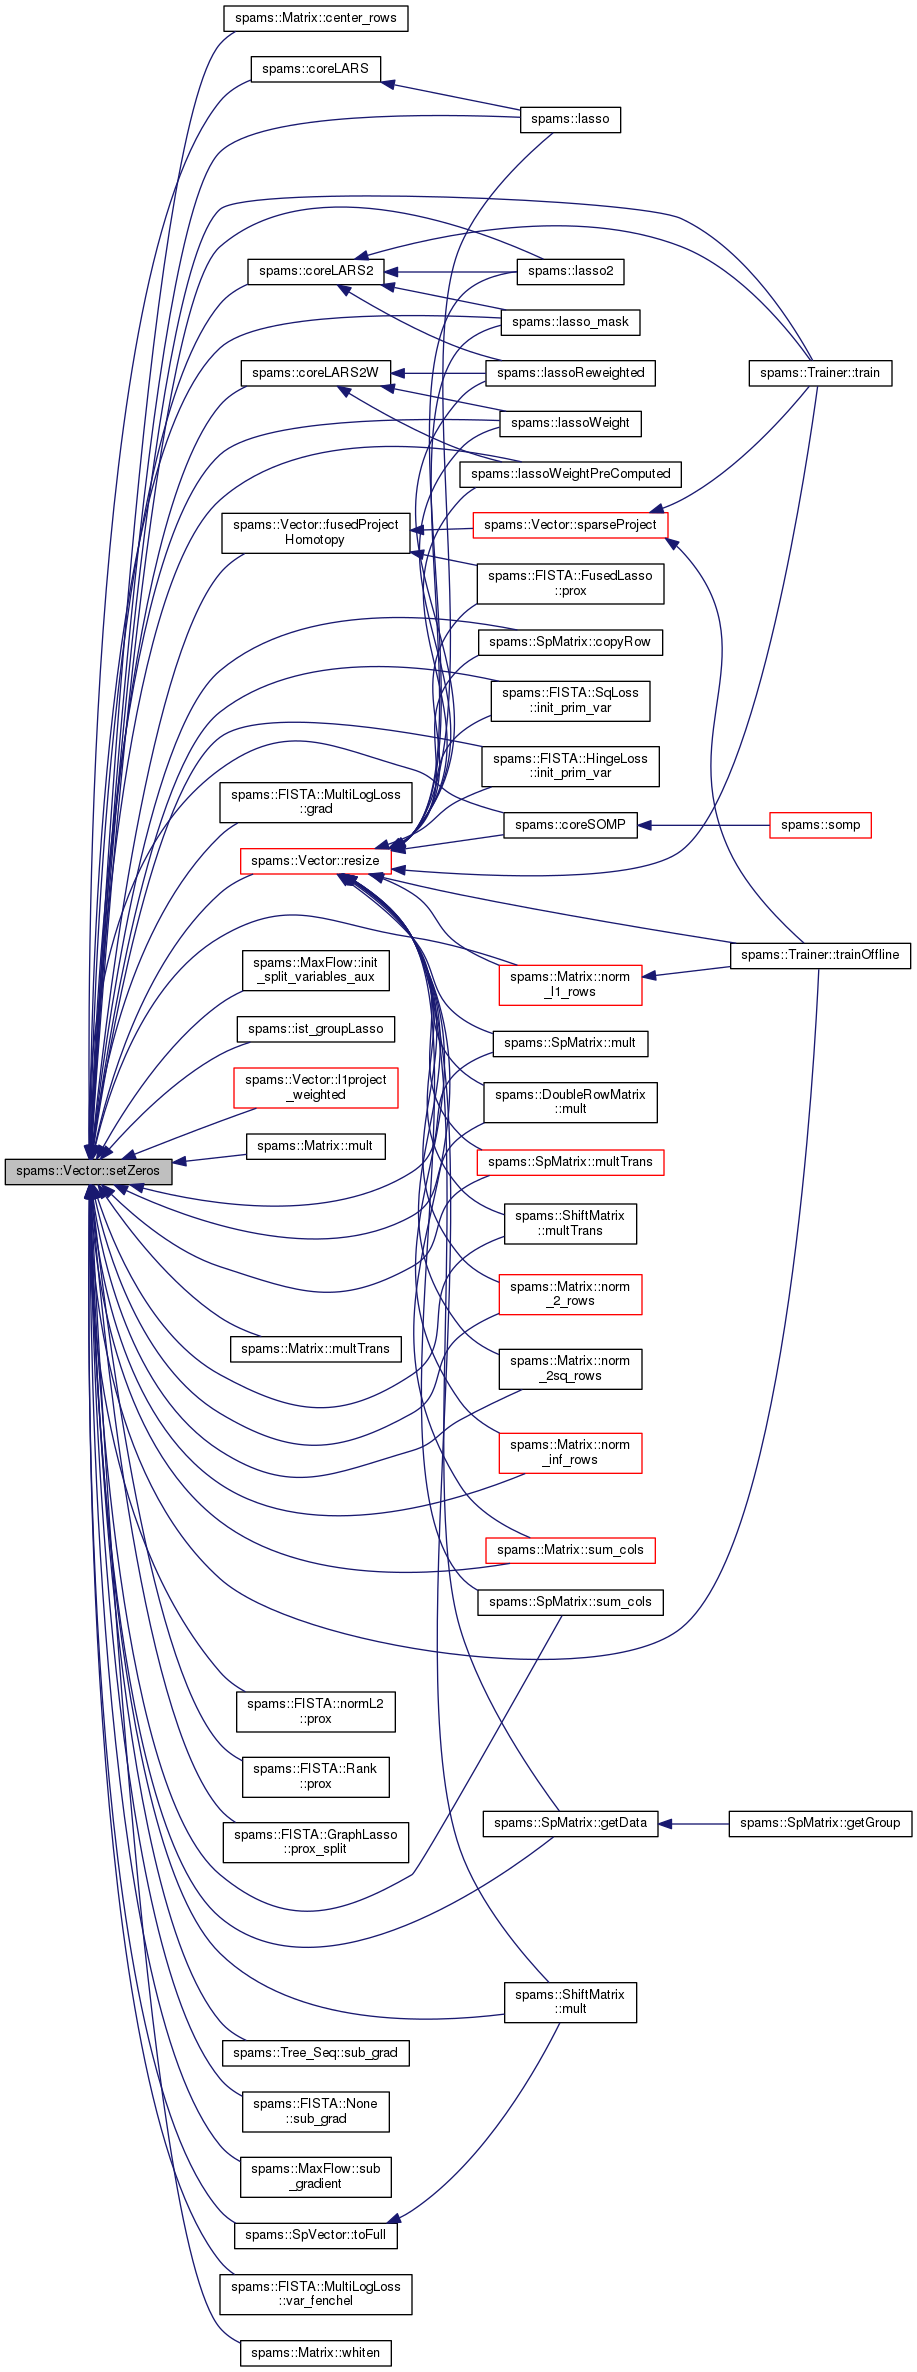 spams::Matrix::center_rows
spams::coreLARS
spams::lasso
spams::coreLARS2
spams::lasso2
spams::lasso_mask
spams::coreLARS2W
spams::lassoReweighted
spams::Trainer::train
spams::lassoWeight
spams::lassoWeightPreComputed
spams::Vector::fusedProject
Homotopy
spams::Vector::sparseProject
spams::FISTA::FusedLasso
::prox
spams::SpMatrix::copyRow
spams::FISTA::SqLoss
::init_prim_var
spams::FISTA::HingeLoss
::init_prim_var
spams::FISTA::MultiLogLoss
::grad
spams::coreSOMP
spams::somp
spams::Vector::resize
spams::Trainer::trainOffline
spams::MaxFlow::init
_split_variables_aux
spams::Matrix::norm
_l1_rows
spams::ist_groupLasso
spams::SpMatrix::mult
spams::Vector::l1project
_weighted
spams::DoubleRowMatrix
::mult
spams::Matrix::mult
spams::SpMatrix::multTrans
spams::Vector::setZeros
spams::ShiftMatrix
::multTrans
spams::Matrix::norm
_2_rows
spams::Matrix::multTrans
spams::Matrix::norm
_2sq_rows
spams::Matrix::norm
_inf_rows
spams::Matrix::sum_cols
spams::SpMatrix::sum_cols
spams::FISTA::normL2
::prox
spams::FISTA::Rank
::prox
spams::SpMatrix::getData
spams::SpMatrix::getGroup
spams::FISTA::GraphLasso
::prox_split
spams::ShiftMatrix
::mult
spams::Tree_Seq::sub_grad
spams::FISTA::None
::sub_grad
spams::MaxFlow::sub
_gradient
spams::SpVector::toFull
spams::FISTA::MultiLogLoss
::var_fenchel
spams::Matrix::whiten